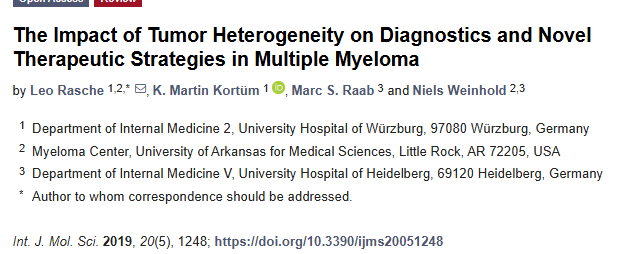 Open Access Review
The Impact of Tumor Heterogeneity on Diagnostics and Novel
Therapeutic Strategies in Multiple Myeloma
by Leo Rasche 1,2,* , K. Martin Kortüm 1 iD , Marc S. Raab 3 and Niels Weinhold 2,3
1 Department of Internal Medicine 2, University Hospital of Würzburg, 97080 Würzburg, Germany
2 Myeloma Center, University of Arkansas for Medical Sciences, Little Rock, AR 72205, USA
3 Department of Internal Medicine V, University Hospital of Heidelberg, 69120 Heidelberg, Germany
* Author to whom correspondence should be addressed.
Int. J. Mol. Sci. 2019, 20(5), 1248; https://doi.org/10.3390/ijms20051248